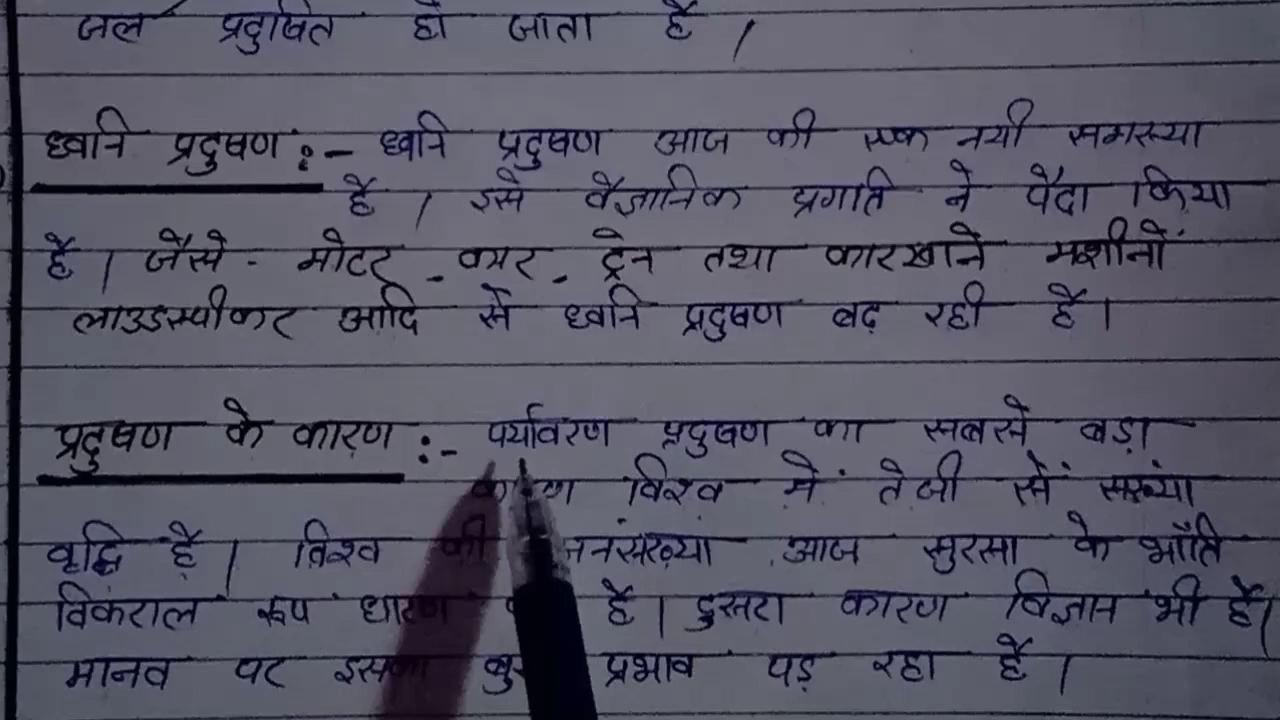 जल प्रदुषित हो जाता है /
ध्वनि प्रदुषण :- ध्वनि प्रदुषण आज की एक नयी समस्या
है / इसे वैज्ञानिक प्रगति ने पैदा किया
है । जैसे - मोटर - कार - ट्रेन तथा कारखाने मशीनों
लाउडस्पीकर आदि से ध्वनि प्रदुषण बढ़ रही है ।
प्रदुषण के कारण :- पर्यावरण प्रदुषण का सबसे बड़ा
विश्व में तेजी से संख्या
वृद्धि है / विश्व की जनसंख्या आज सुरसा के भाँति
विकराल रूप धारण है । दुसरा कारण विज्ञान भी है।
मानव पर प्रभाव पड़ रहा है ।